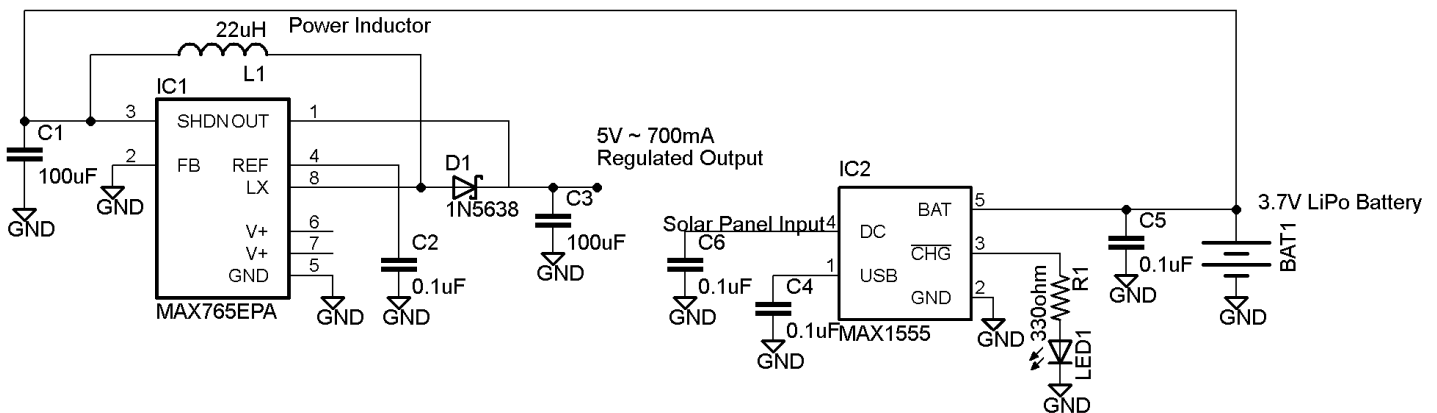 22uH
Power Inductor
L1
IC1
3
SHDN
OUT
1
C1
100uF
GND
2
FB
GND
REF
4
LX
8
V+
6
V+
7
GND
5
MAX765EPA
GND
C2
0.1uF
GND
D1
1N5638
C3
100uF
GND
5V ~ 700mA
Regulated Output
IC2
Solar Panel Input
4
DC
C6
0.1uF
GND
1
USB
C4
0.1uF
GND
BAT
5
CHG
3
GND
2
MAX1555
GND
330ohm
R1
LED1
GND
C5
0.1uF
GND
3.7V LiPo Battery
BAT1
GND